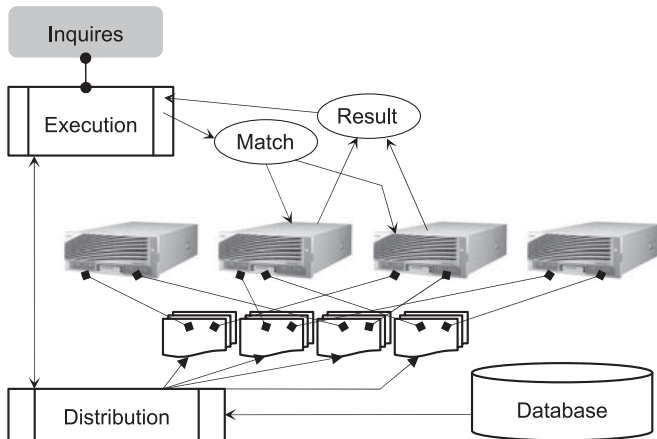 Inquires
Execution
Result
Match
Distribution
Database